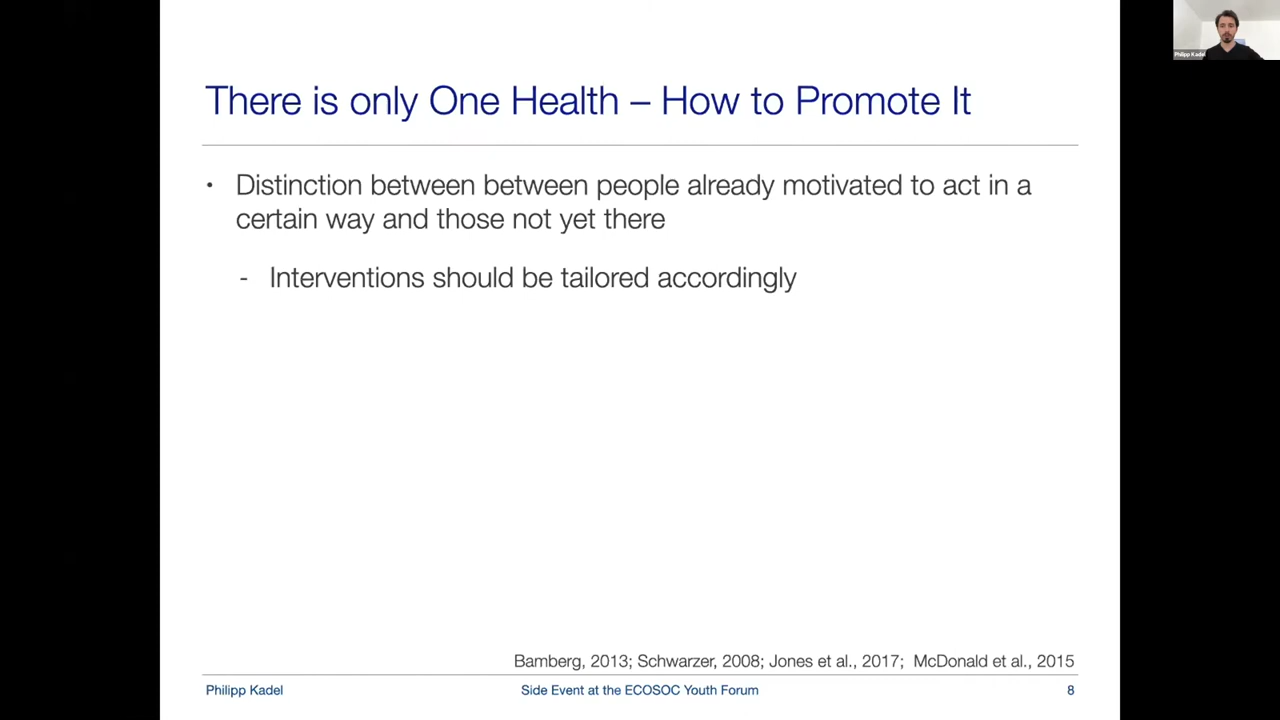 There is only One Health – How to Promote It
• Distinction between between people already motivated to act in a
certain way and those not yet there
- Interventions should be tailored accordingly
Bamberg, 2013; Schwarzer, 2008; Jones et al., 2017; McDonald et al., 2015
Philipp Kadel
Side Event at the ECOSOC Youth Forum
8
Philipp Kadel